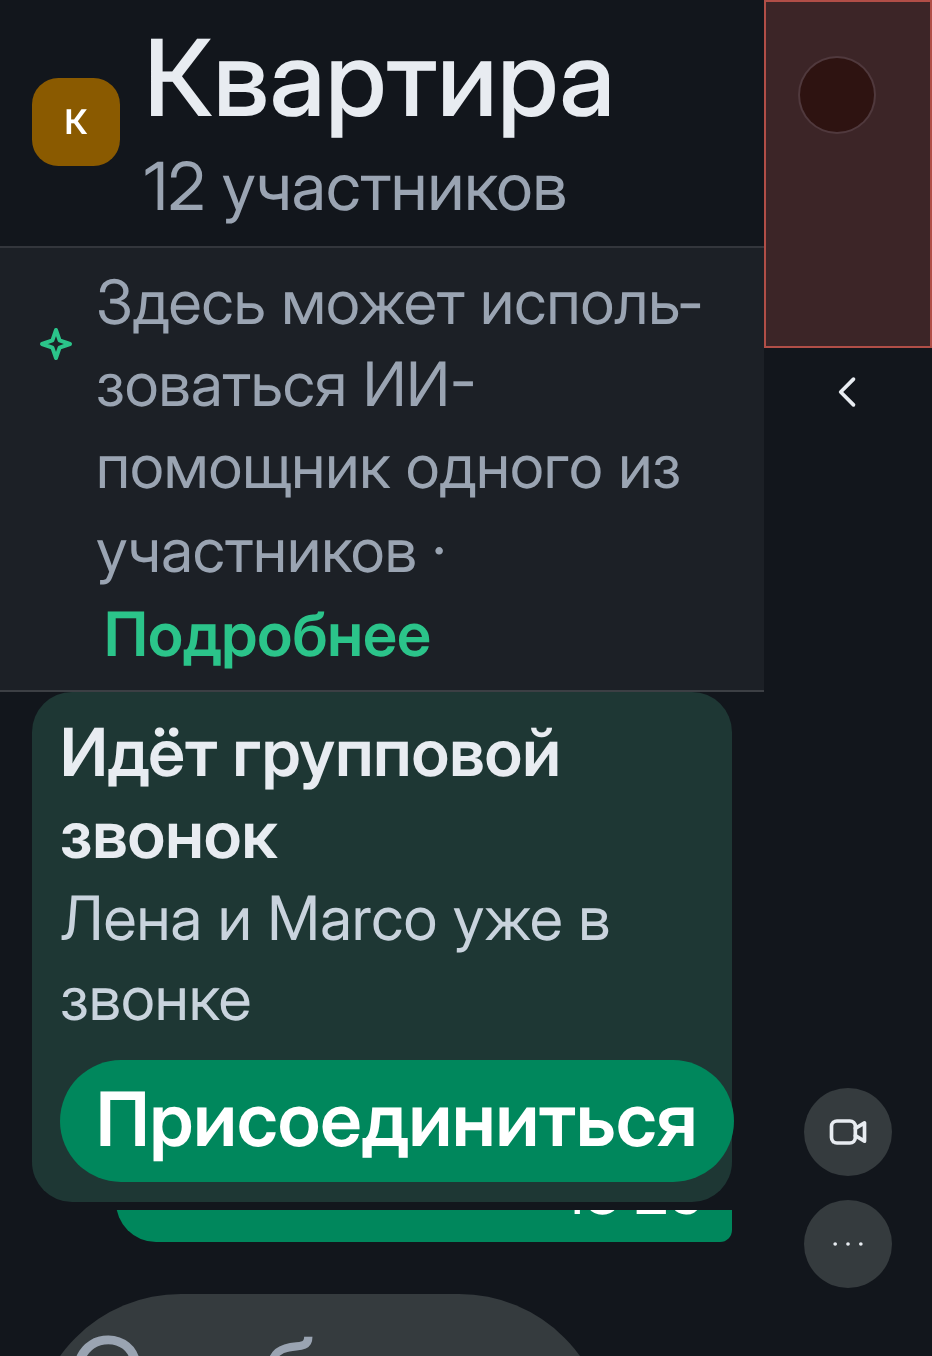 К
Квартира
12 участников
Здесь может исполь-
зоваться ИИ-
помощник одного из
участников ·
Подробнее
Идёт групповой
звонок
Лена и Marco уже в
звонке
Присоединиться